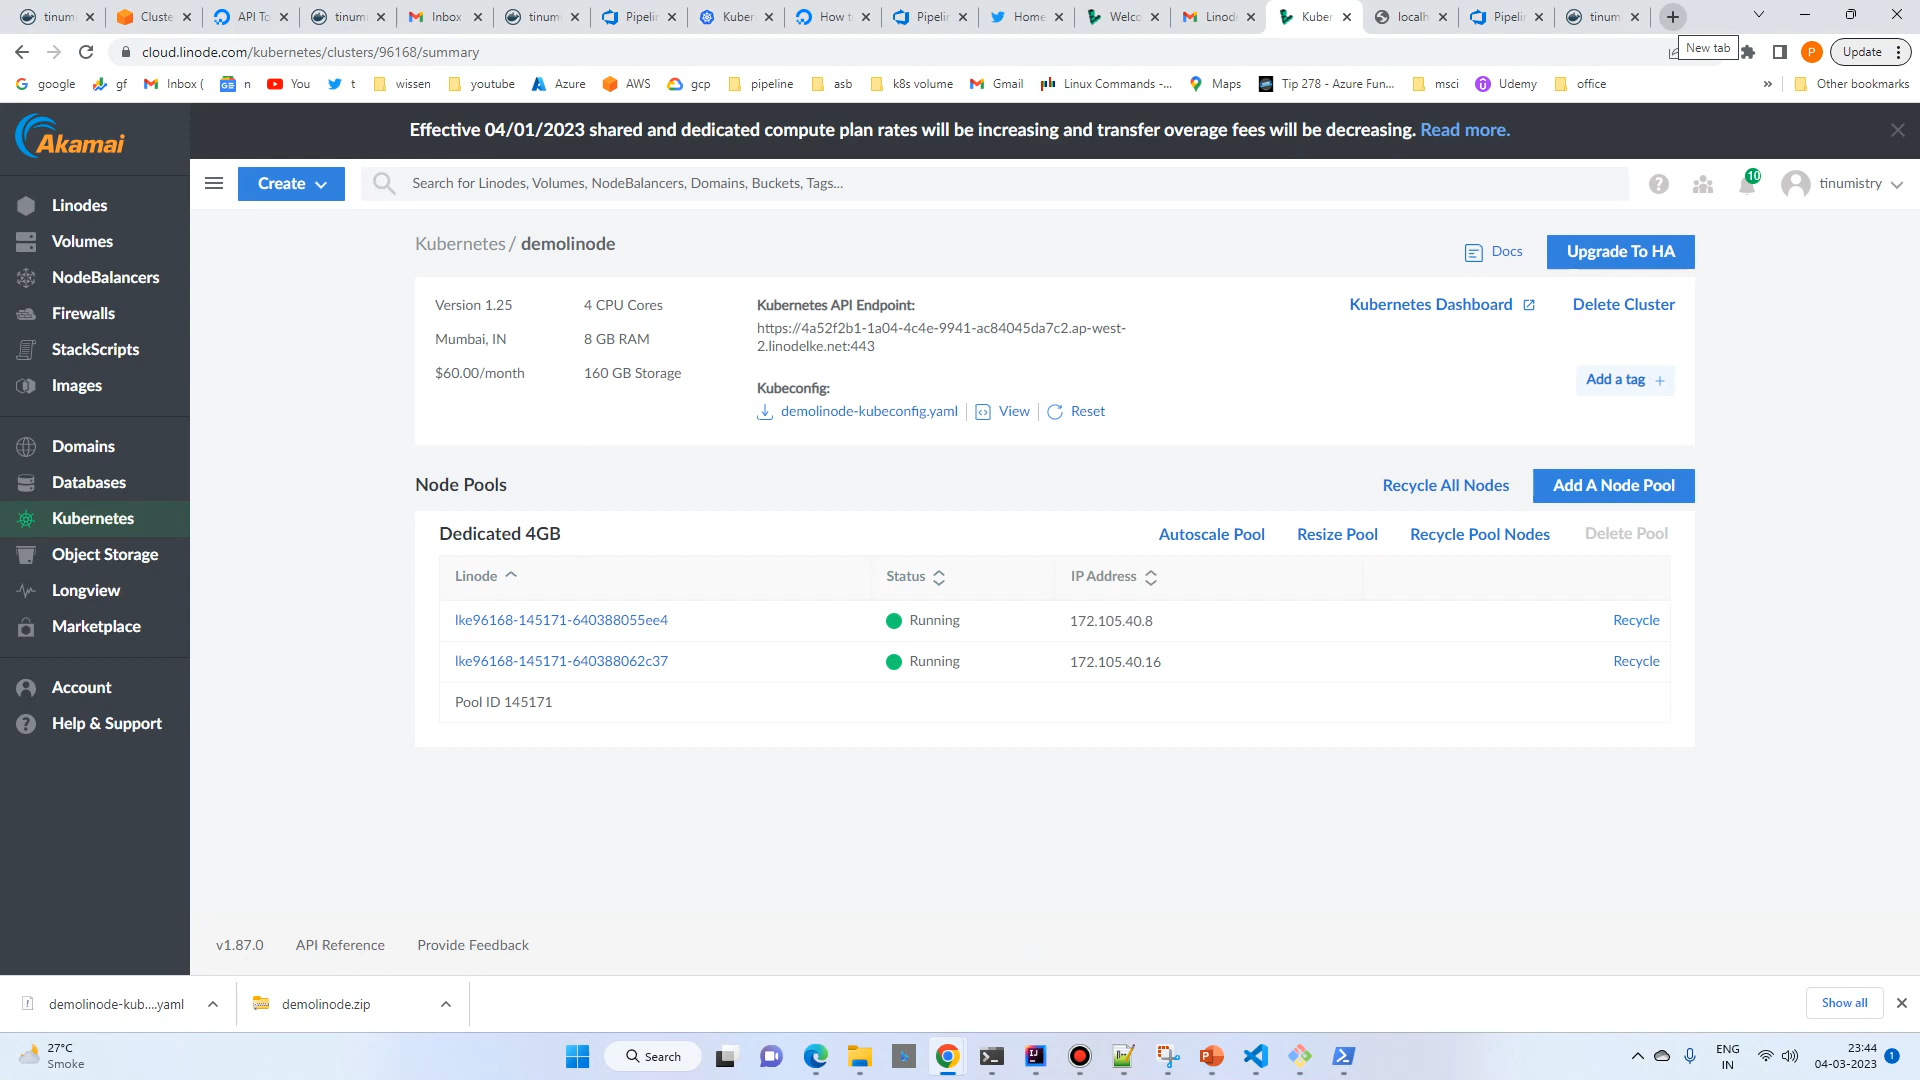 tinum
Cluste
API To
tinum
Inbox
tinum
Pipelin
Kuber
How t
Pipelin
Home
Welco
Linode
Kuber
localh
Pipelin
tinum
New tab
cloud.linode.com/kubernetes/clusters/96168/summary
P
Update
google
gf
Inbox (
n
You
t
wissen
youtube
Azure
AWS
gcp
pipeline
asb
k8s volume
Gmail
Linux Commands -...
Maps
Tip 278 - Azure Fun...
msci
Udemy
office
»
Other bookmarks
Akamai
Effective 04/01/2023 shared and dedicated compute plan rates will be increasing and transfer overage fees will be decreasing. Read more.
Create
Search for Linodes, Volumes, NodeBalancers, Domains, Buckets, Tags...
10
tinumistry
Linodes
Volumes
NodeBalancers
Firewalls
StackScripts
Images
Domains
Databases
Kubernetes
Object Storage
Longview
Marketplace
Account
Help & Support
Kubernetes / demolinode
Docs
Upgrade To HA
Version 1.25
4 CPU Cores
Mumbai, IN
8 GB RAM
$60.00/month
160 GB Storage
Kubernetes API Endpoint:
https://4a52f2b1-1a04-4c4e-9941-ac84045da7c2.ap-west-
2.linodelke.net:443
Kubeconfig:
demolinode-kubeconfig.yaml
View
Reset
Kubernetes Dashboard
Delete Cluster
Add a tag +
Node Pools
Recycle All Nodes
Add A Node Pool
Dedicated 4GB
Autoscale Pool
Resize Pool
Recycle Pool Nodes
Delete Pool
Linode
Status
IP Address
lke96168-145171-640388055ee4
Running
172.105.40.8
Recycle
lke96168-145171-640388062c37
Running
172.105.40.16
Recycle
Pool ID 145171
v1.87.0
API Reference
Provide Feedback
demolinode-kub....yaml
demolinode.zip
Show all
27°C
Smoke
Search
ENG
IN
23:44
04-03-2023
1